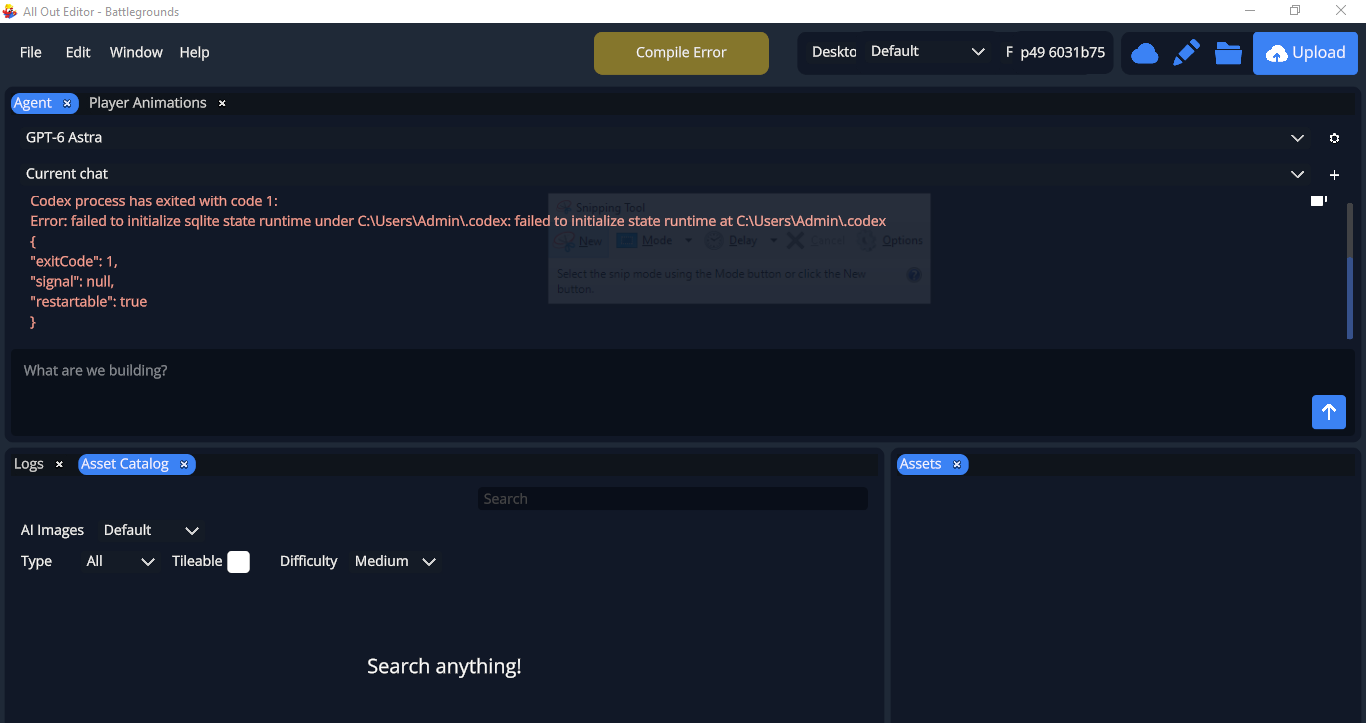 All Out Editor - Battlegrounds
File Edit Window Help
Compile Error
Deskto Default F p49 6031b75
Upload
Agent × Player Animations ×
GPT-6 Astra
Current chat
Codex process has exited with code 1:
Error: failed to initialize sqlite state runtime under C:\Users\Admin\.codex: failed to initialize state runtime at C:\Users\Admin\.codex
{
"exitCode": 1,
"signal": null,
"restartable": true
}
Snipping Tool
New Mode Delay Cancel Options
Select the snip mode using the Mode button or click the New
button.
What are we building?
Logs × Asset Catalog ×
Assets ×
Search
AI Images Default
Type All Tileable Difficulty Medium
Search anything!